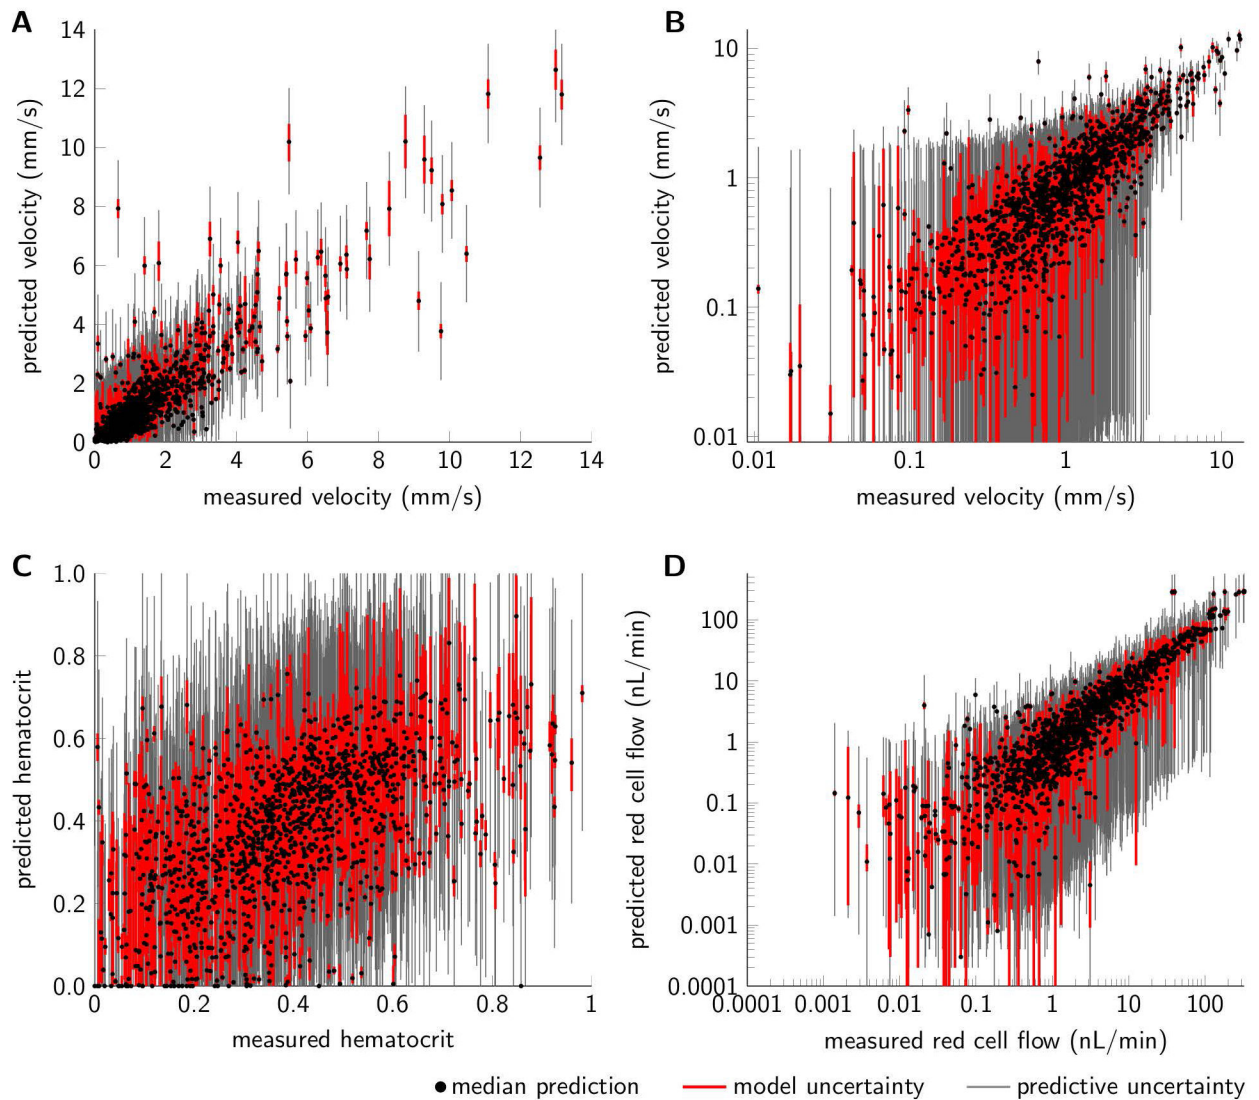 A
14
12
10
8
6
4
2
0
predicted velocity (mm/s)
0 2 4 6 8 10 12 14
measured velocity (mm/s)
B
10
1
0.1
0.01
predicted velocity (mm/s)
0.01 0.1 1 10
measured velocity (mm/s)
C
1.0
0.8
0.6
0.4
0.2
0.0
predicted hematocrit
0 0.2 0.4 0.6 0.8 1
measured hematocrit
D
100
10
1
0.1
0.01
0.001
0.0001
predicted red cell flow (nL/min)
0.0001 0.001 0.01 0.1 1 10 100
measured red cell flow (nL/min)
median prediction model uncertainty predictive uncertainty